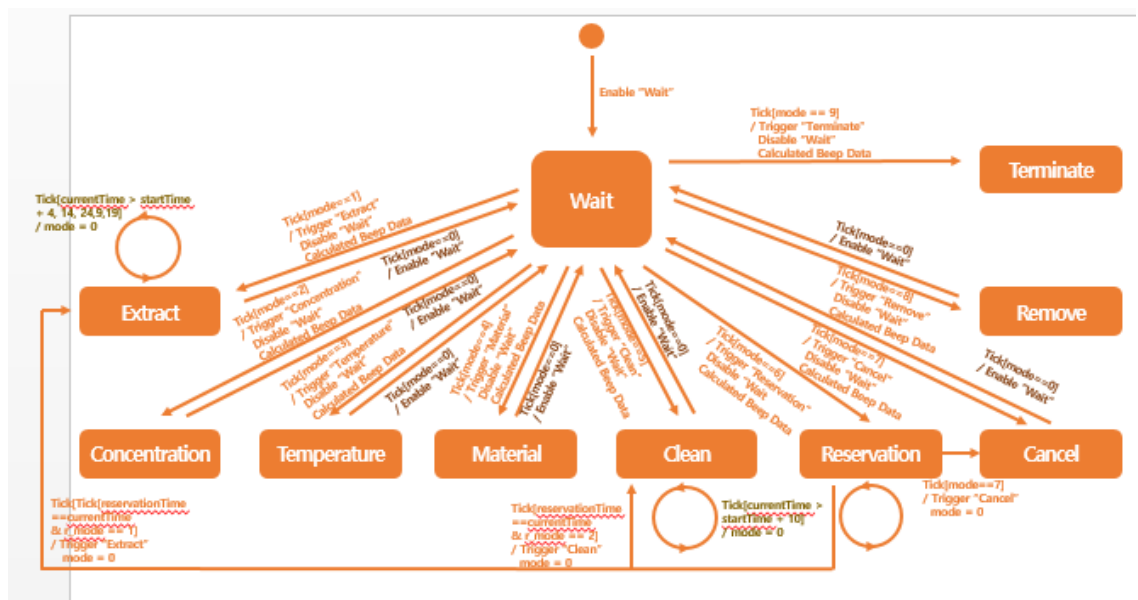 Enable "Wait"
Tick[mode == 9]
/ Trigger "Terminate"
Disable "Wait"
Calculated Beep Data
Terminate
Wait
Tick[currentTime > startTime
+ 4, 14, 24,9,19]
/ mode = 0
Tick[mode==1]
/ Trigger "Extract"
Disable "Wait"
Calculated Beep Data
Tick[mode==0]
/ Enable "Wait"
Tick[mode==0]
/ Enable "Wait"
Extract
Tick[mode==2]
/ Trigger "Concentration"
Disable "Wait"
Calculated Beep Data
Tick[mode==0]
/ Enable "Wait"
Tick[mode==8]
/ Trigger "Remove"
Disable "Wait"
Calculated Beep Data
Remove
Tick[mode==3]
/ Trigger "Temperature"
Disable "Wait"
Calculated Beep Data
Tick[mode==0]
/ Enable "Wait"
Tick[mode==4]
/ Trigger "Material"
Disable "Wait"
Calculated Beep Data
Tick[mode==0]
/ Enable "Wait"
Tick[mode==5]
/ Trigger "Clean"
Disable "Wait"
Calculated Beep Data
Tick[mode==0]
/ Enable "Wait"
Tick[mode==6]
/ Trigger "Reservation"
Disable "Wait
Calculated Beep Data
Tick[mode==7]
/ Trigger "Cancel"
Disable "Wait"
Calculated Beep Data
Tick[mode==0]
/ Enable "Wait"
Concentration
Temperature
Material
Clean
Reservation
Cancel
Tick[Tick[reservationTime
==currentTime
& r_mode == 1]
/ Trigger "Extract"
mode = 0
Tick[reservationTime
==currentTime
& r_mode == 2]
/ Trigger "Clean"
mode = 0
Tick[currentTime >
startTime + 10]
/ mode = 0
Tick[mode==7]
/ Trigger "Cancel"
mode = 0